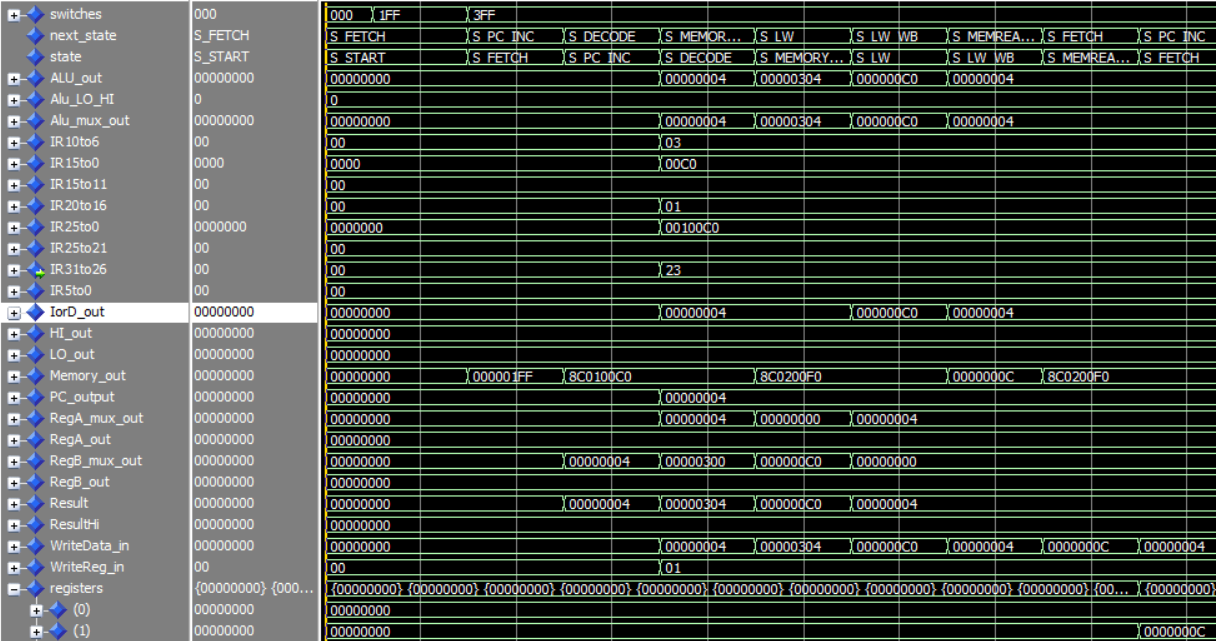 switches 000 000 1FF 3FF
next_state S_FETCH S_FETCH S_PC_INC S_DECODE S_MEMOR... S_LW S_LW_WB S_MEMREA... S_FETCH S_PC_INC
state S_START S_START S_FETCH S_PC_INC S_DECODE S_MEMORY... S_LW S_LW_WB S_MEMREA... S_FETCH
ALU_out 00000000 00000000 00000004 00000304 000000C0 00000004
Alu_LO_HI 0 0
Alu_mux_out 00000000 00000000 00000004 00000304 000000C0 00000004
IR10to6 00 00 03
IR15to0 0000 0000 00C0
IR15to11 00 00
IR20to16 00 00 01
IR25to0 0000000 0000000 00100C0
IR25to21 00 00
IR31to26 00 00 23
IR5to0 00 00
IorD_out 00000000 00000000 00000004 000000C0 00000004
HI_out 00000000 00000000
LO_out 00000000 00000000
Memory_out 00000000 00000000 000001FF 8C0100C0 8C0200F0 0000000C 8C0200F0
PC_output 00000000 00000000 00000004
RegA_mux_out 00000000 00000000 00000004 00000000 00000004
RegA_out 00000000 00000000
RegB_mux_out 00000000 00000000 00000004 00000300 000000C0 00000000
RegB_out 00000000 00000000
Result 00000000 00000000 00000004 00000304 000000C0 00000004
ResultHi 00000000 00000000
WriteData_in 00000000 00000000 00000004 00000304 000000C0 00000004 0000000C 00000004
WriteReg_in 00 00 01
registers {00000000} {000... {00000000} {00000000} {00000000} {00000000} {00000000} {00000000} {00000000} {00000000} {00000000} {00000000} {00... {00000000}
(0) 00000000 00000000
(1) 00000000 00000000 0000000C